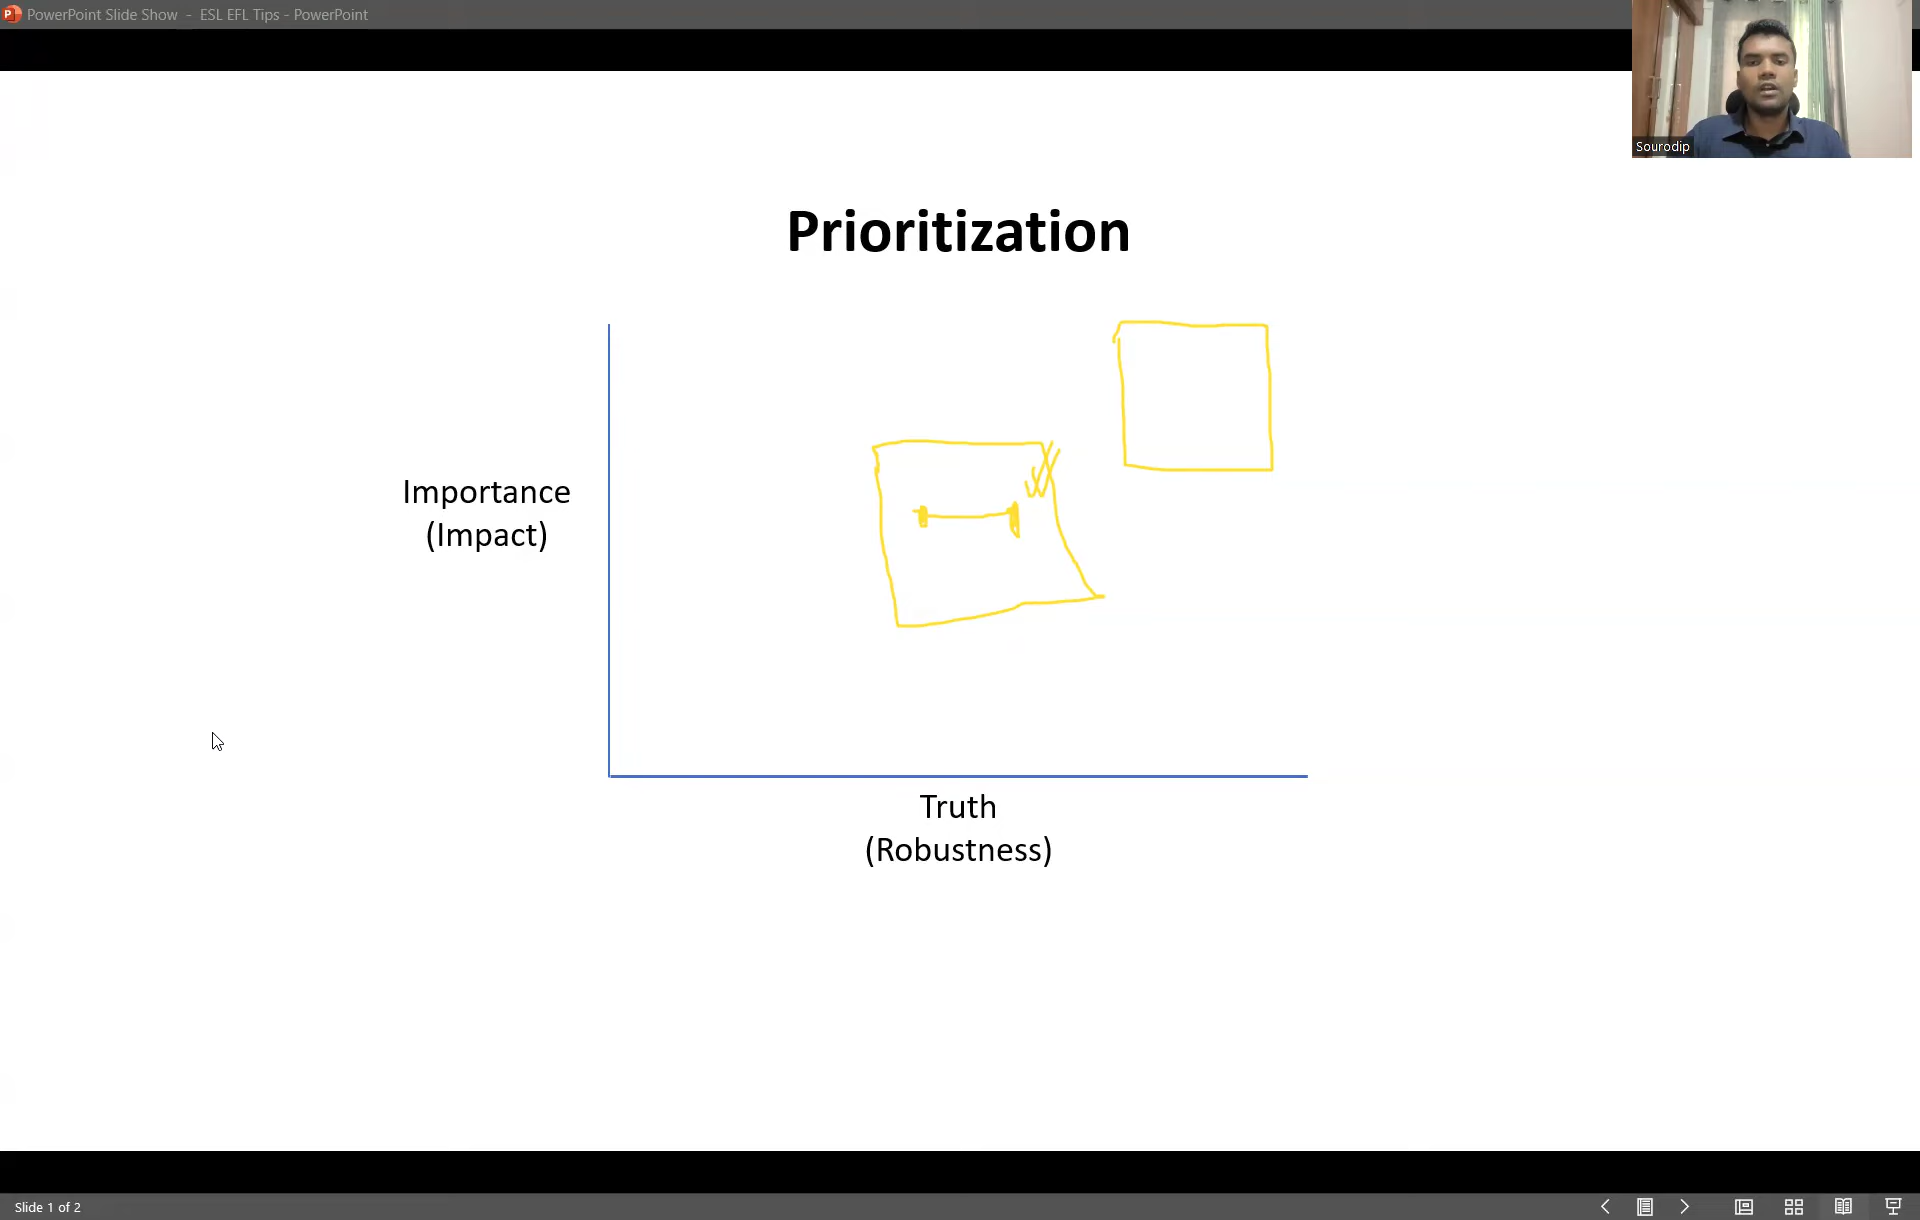 PowerPoint Slide Show - ESL EFL Tips - PowerPoint
Sourodip
Prioritization
Importance
(Impact)
Truth
(Robustness)
Slide 1 of 2